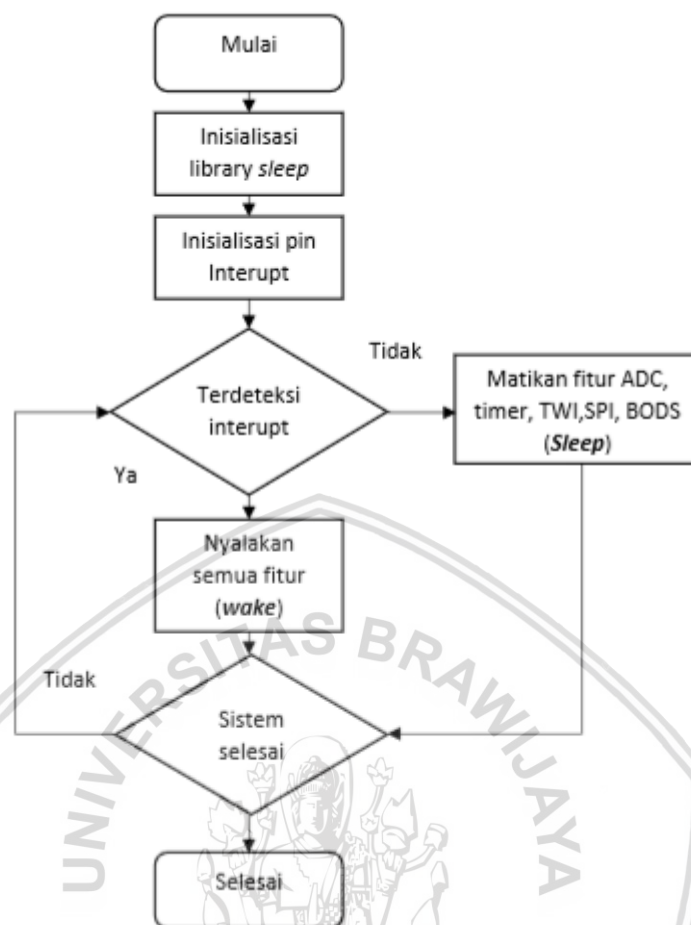 Mulai
Inisialisasi
library sleep
Inisialisasi pin
Interupt
Terdeteksi
interupt
Tidak
Matikan fitur ADC,
timer, TWI,SPI, BODS
(Sleep)
Ya
Nyalakan
semua fitur
(wake)
Tidak
Sistem
selesai
Selesai
UNIVERSITAS BRAWIJAYA